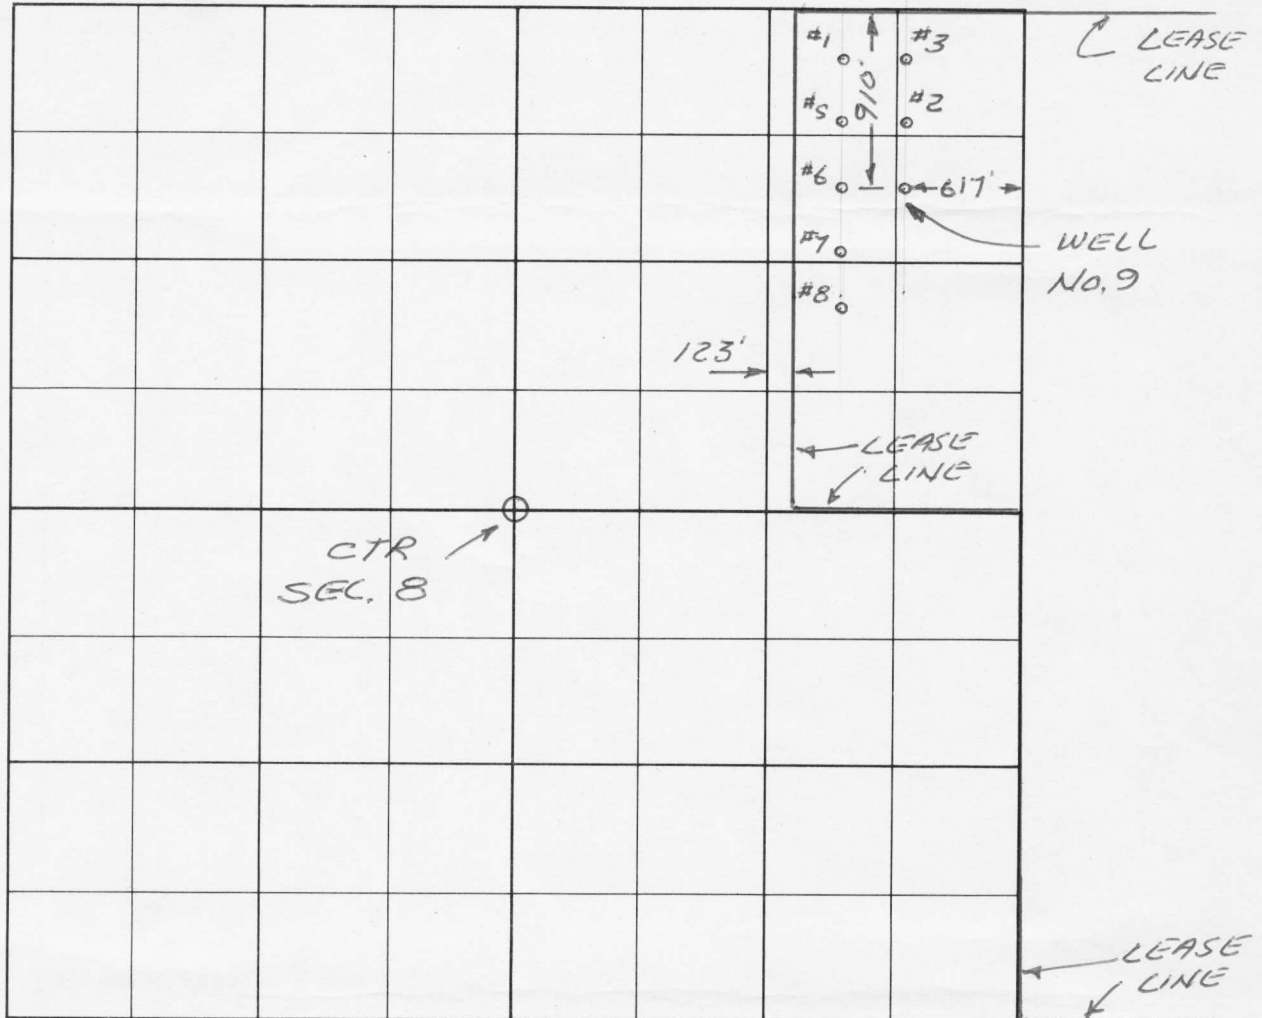 #1
#3
LEASE
LINE
910'
#5
#2
#6
617'
WELL
No. 9
#7
#8
123'
LEASE
LINE
CTR
SEC. 8
LEASE
LINE